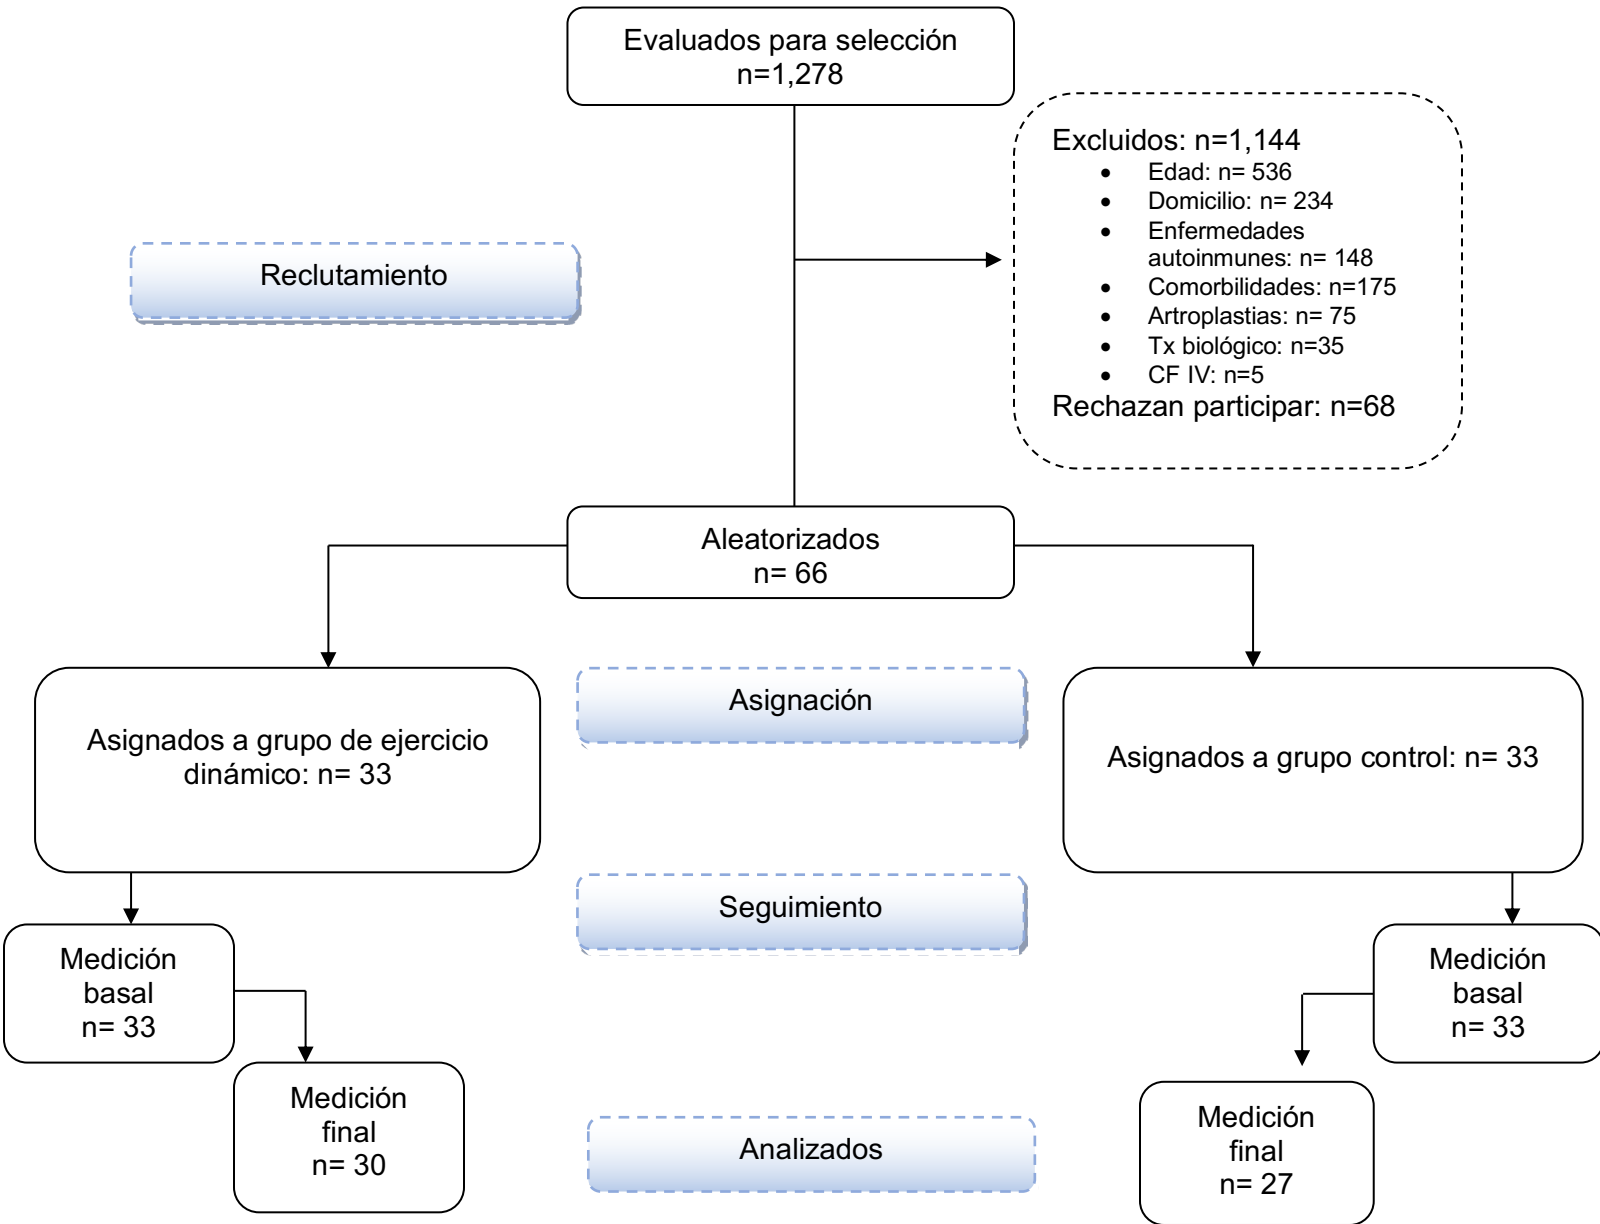 Evaluados para selección
n=1,278
Excluidos: n=1,144
• Edad: n= 536
• Domicilio: n= 234
• Enfermedades
autoinmunes: n= 148
• Comorbilidades: n=175
• Artroplastias: n= 75
• Tx biológico: n=35
• CF IV: n=5
Rechazan participar: n=68
Reclutamiento
Aleatorizados
n= 66
Asignación
Asignados a grupo de ejercicio
dinámico: n= 33
Asignados a grupo control: n= 33
Seguimiento
Medición
basal
n= 33
Medición
basal
n= 33
Medición
final
n= 30
Analizados
Medición
final
n= 27